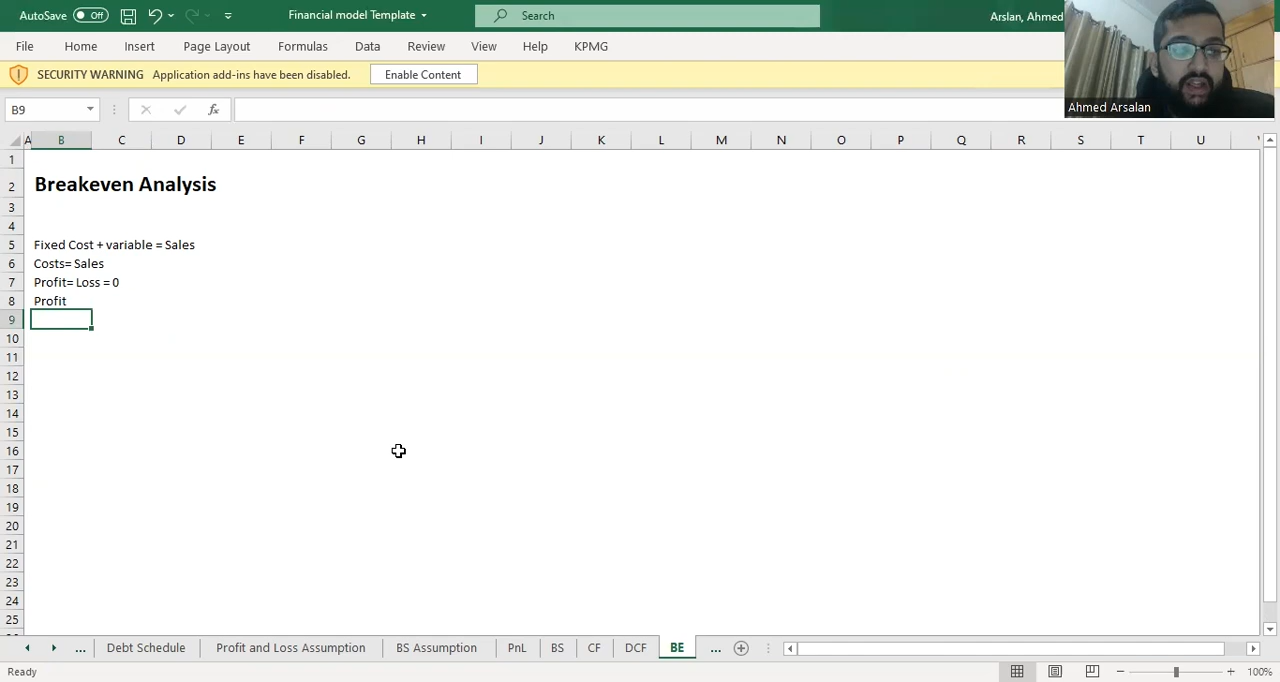 AutoSave Off Financial model Template Search Arslan, Ahmed
File Home Insert Page Layout Formulas Data Review View Help KPMG
SECURITY WARNING Application add-ins have been disabled. Enable Content
Ahmed Arsalan
B9 fx
A B C D E F G H I J K L M N O P Q R S T U
1
2 Breakeven Analysis
3
4
5 Fixed Cost + variable = Sales
6 Costs= Sales
7 Profit= Loss = 0
8 Profit
9
10
11
12
13
14
15
16
17
18
19
20
21
22
23
24
25
... Debt Schedule Profit and Loss Assumption BS Assumption PnL BS CF DCF BE ...
Ready 100%